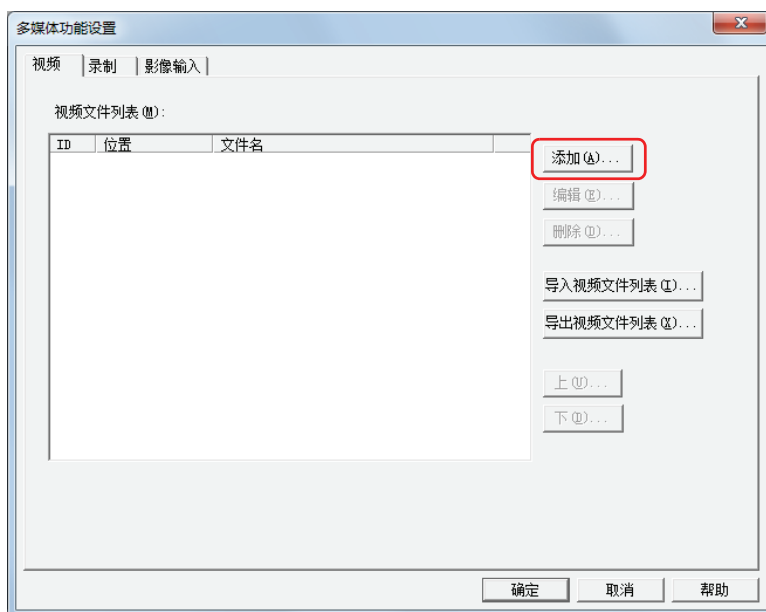 多媒体功能设置
视频 录制 影像输入
视频文件列表(M):
ID 位置 文件名
添加(A)...
编辑(E)...
删除(D)...
导入视频文件列表(I)...
导出视频文件列表(X)...
上(U)...
下(D)...
确定 取消 帮助